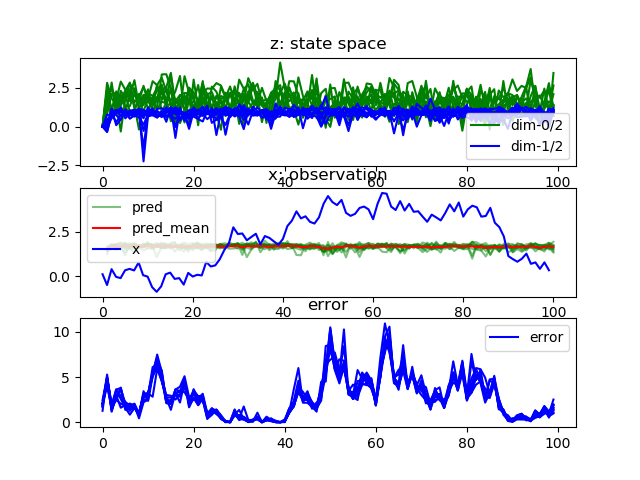 z: state space
2.5
0.0
−2.5
dim-0/2
dim-1/2
0 20 40 60 80 100
x: observation
2.5
0.0
pred
pred_mean
x
0 20 40 60 80 100
error
10
5
0
error
0 20 40 60 80 100